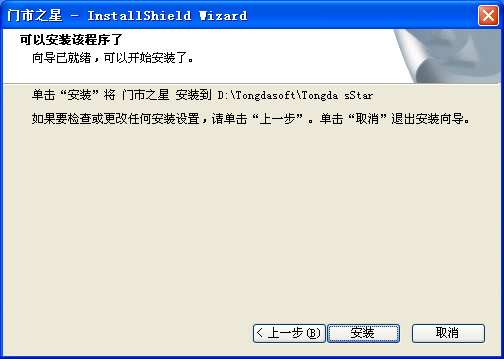 门市之星 - InstallShield Wizard
可以安装该程序了
向导已就绪，可以开始安装了。
单击“安装”将 门市之星 安装到 D:\Tongdasoft\Tongda sStar
如果要检查或更改任何安装设置，请单击“上一步”。单击“取消”退出安装向导。
< 上一步(B) 安装 取消